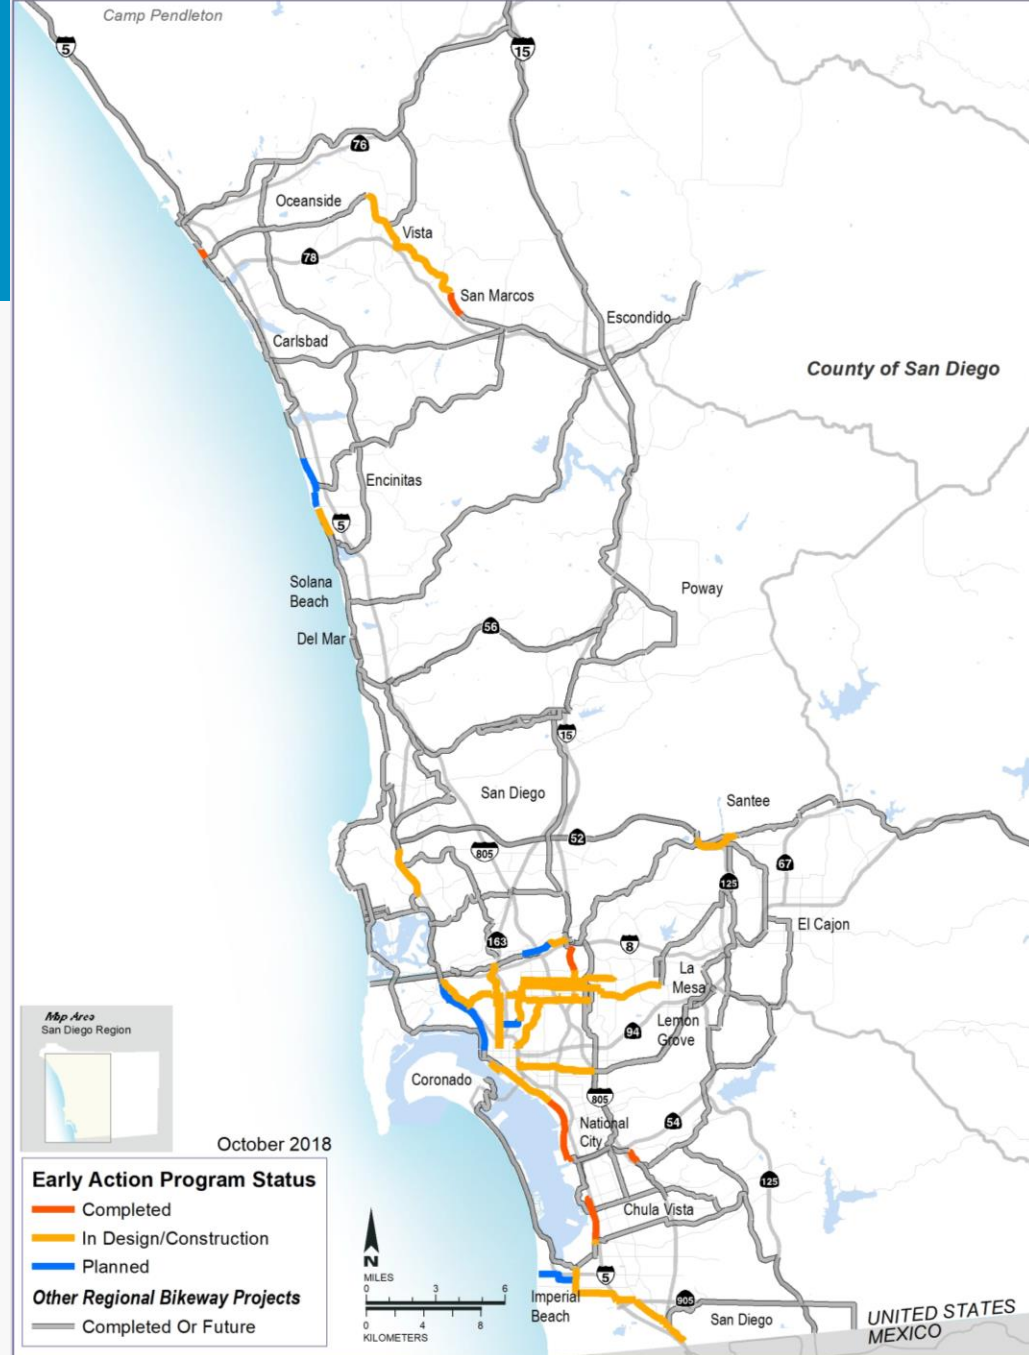 Camp Pendleton
5
15
76
Oceanside
Vista
78
San Marcos
Escondido
Carlsbad
County of San Diego
Encinitas
5
Solana
Beach
Poway
56
Del Mar
15
San Diego
Santee
52
805
67
125
El Cajon
163
8
La
Mesa
Lemon
Grove
94
Coronado
805
National
City
54
125
Chula Vista
5
Imperial
Beach
905
San Diego
UNITED STATES
MEXICO
Map Area
San Diego Region
October 2018
Early Action Program Status
Completed
In Design/Construction
Planned
Other Regional Bikeway Projects
Completed Or Future
N
MILES
0 3 6
0 4 8
KILOMETERS